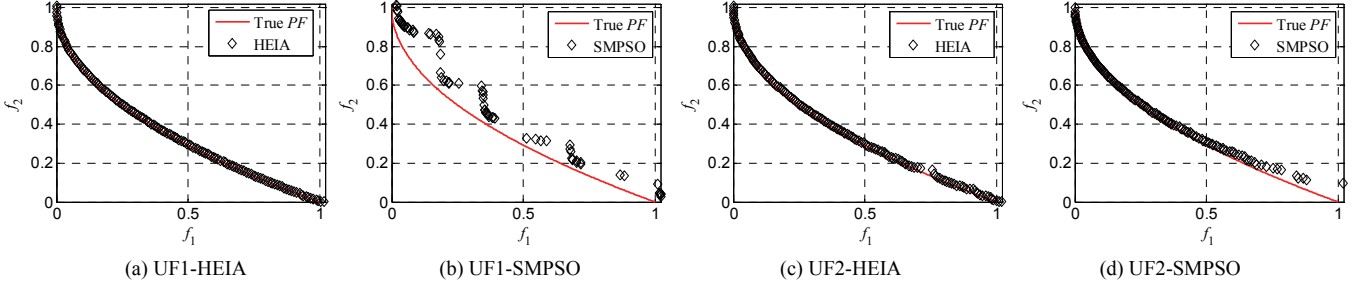 1
0.8
0.6
0.4
0.2
0
0
0.5
1
f2
f1
True PF
HEIA
(a) UF1-HEIA
1
0.8
0.6
0.4
0.2
0
0
0.5
1
f2
f1
True PF
SMPSO
(b) UF1-SMPSO
1
0.8
0.6
0.4
0.2
0
0
0.5
1
f2
f1
True PF
HEIA
(c) UF2-HEIA
1
0.8
0.6
0.4
0.2
0
0
0.5
1
f2
f1
True PF
SMPSO
(d) UF2-SMPSO